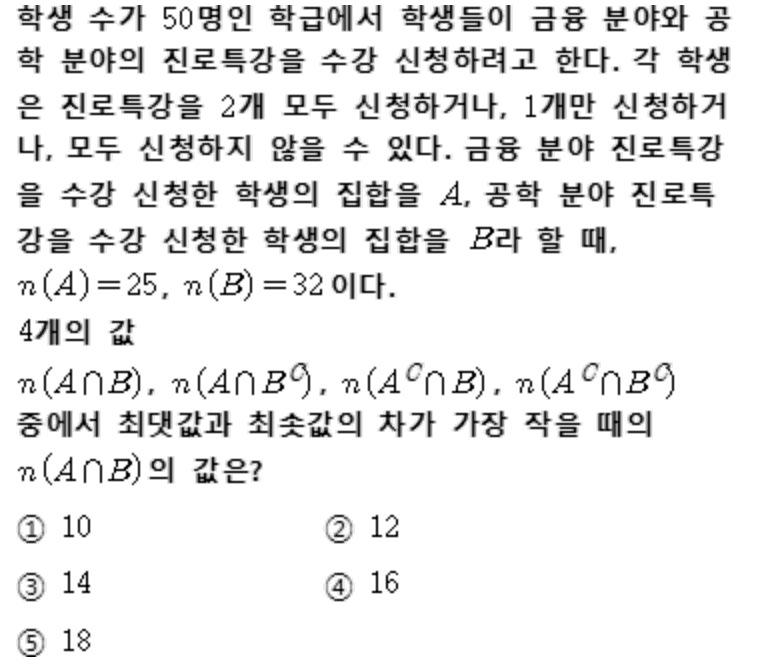 학생 수가 50명인 학급에서 학생들이 금융 분야와 공
학 분야의 진로특강을 수강 신청하려고 한다. 각 학생
은 진로특강을 2개 모두 신청하거나, 1개만 신청하거
나, 모두 신청하지 않을 수 있다. 금융 분야 진로특강
을 수강 신청한 학생의 집합을 A, 공학 분야 진로특
강을 수강 신청한 학생의 집합을 B라 할 때,
n(A)=25, n(B)=32이다.
4개의 값
n(A∩B), n(A∩B^C), n(A^C∩B), n(A^C∩B^C)
중에서 최댓값과 최솟값의 차가 가장 작을 때의
n(A∩B)의 값은?
① 10 ② 12
③ 14 ④ 16
⑤ 18